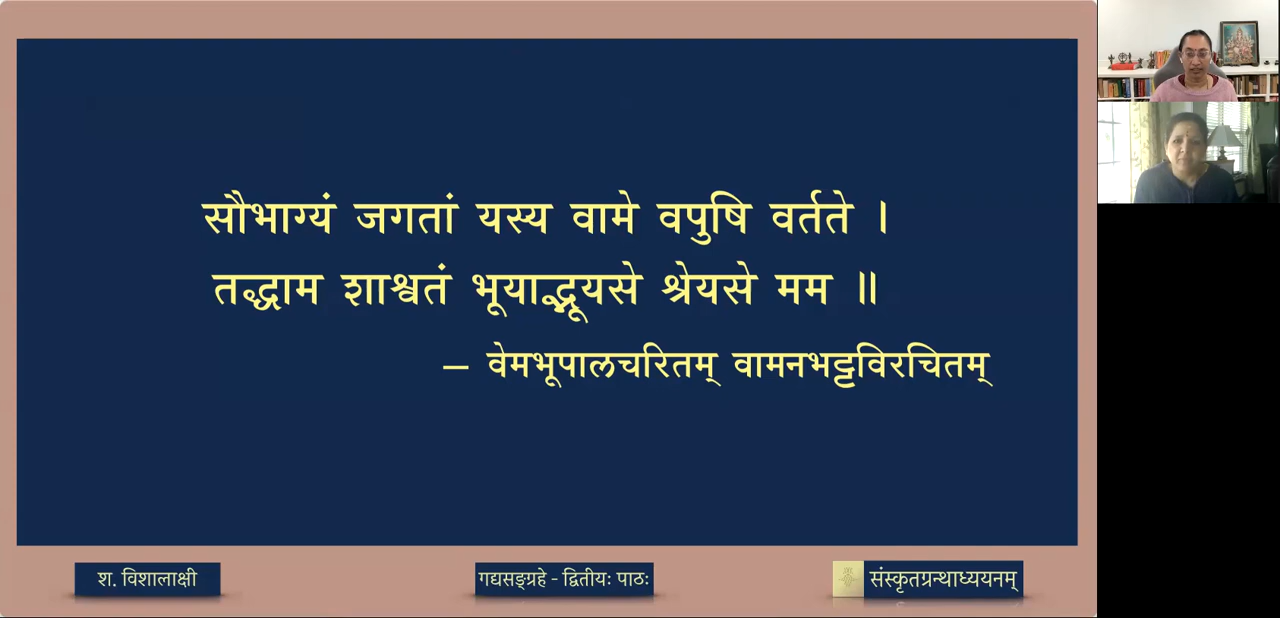 सौभाग्यं जगतां यस्य वामे वपुषि वर्तते ।
तद्धाम शाश्वतं भूयाद्भूयसे श्रेयसे मम ॥
– वेमभूपालचरितम् वामनभट्टविरचितम्
श. विशालाक्षी
गद्यसङ्ग्रहे - द्वितीयः पाठः
संस्कृतग्रन्थाध्ययनम्